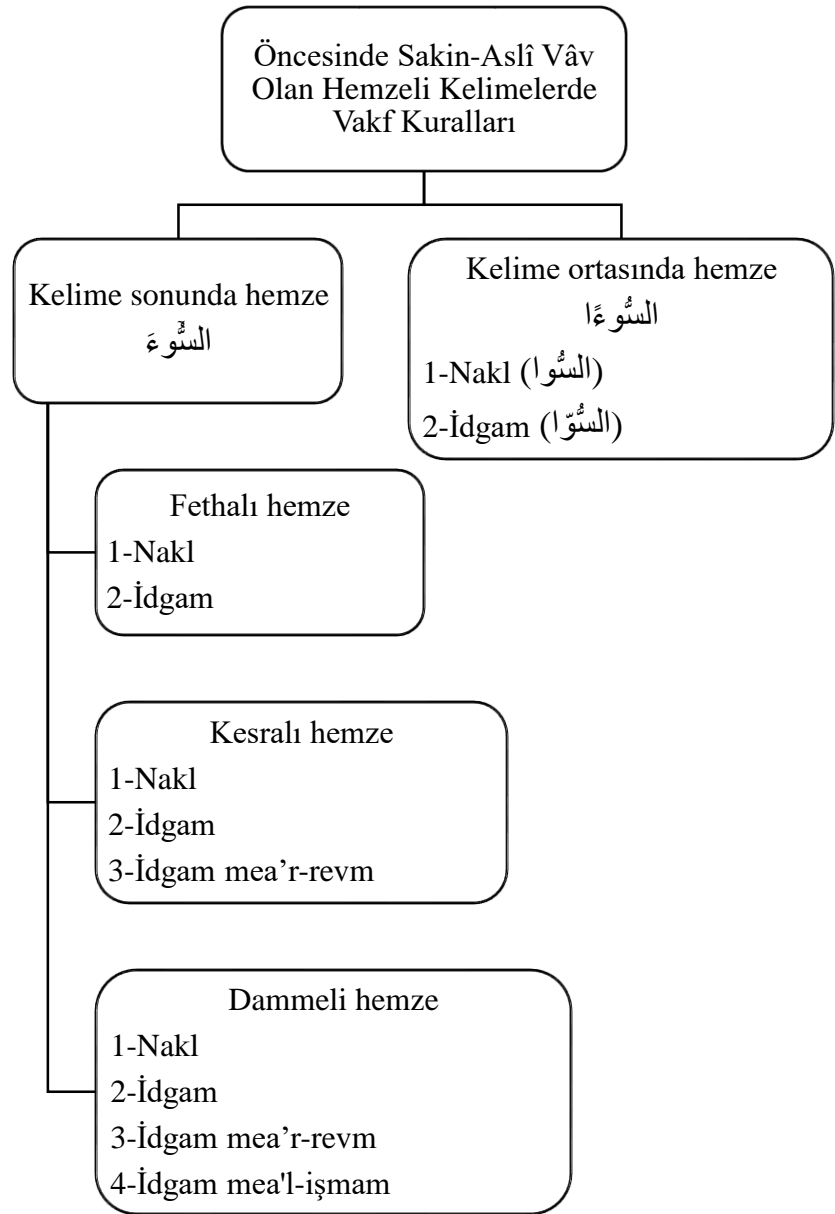 Öncesinde Sakin-Aslî Vâv
Olan Hemzeli Kelimelerde
Vakf Kuralları
Kelime sonunda hemze
السُّوءَ
Kelime ortasında hemze
السُّوءًا
1-Nakl (السُّوا)
2-İdgam (السُّوّا)
Fethalı hemze
1-Nakl
2-İdgam
Kesralı hemze
1-Nakl
2-İdgam
3-İdgam mea’r-revm
Dammeli hemze
1-Nakl
2-İdgam
3-İdgam mea’r-revm
4-İdgam mea'l-işmam